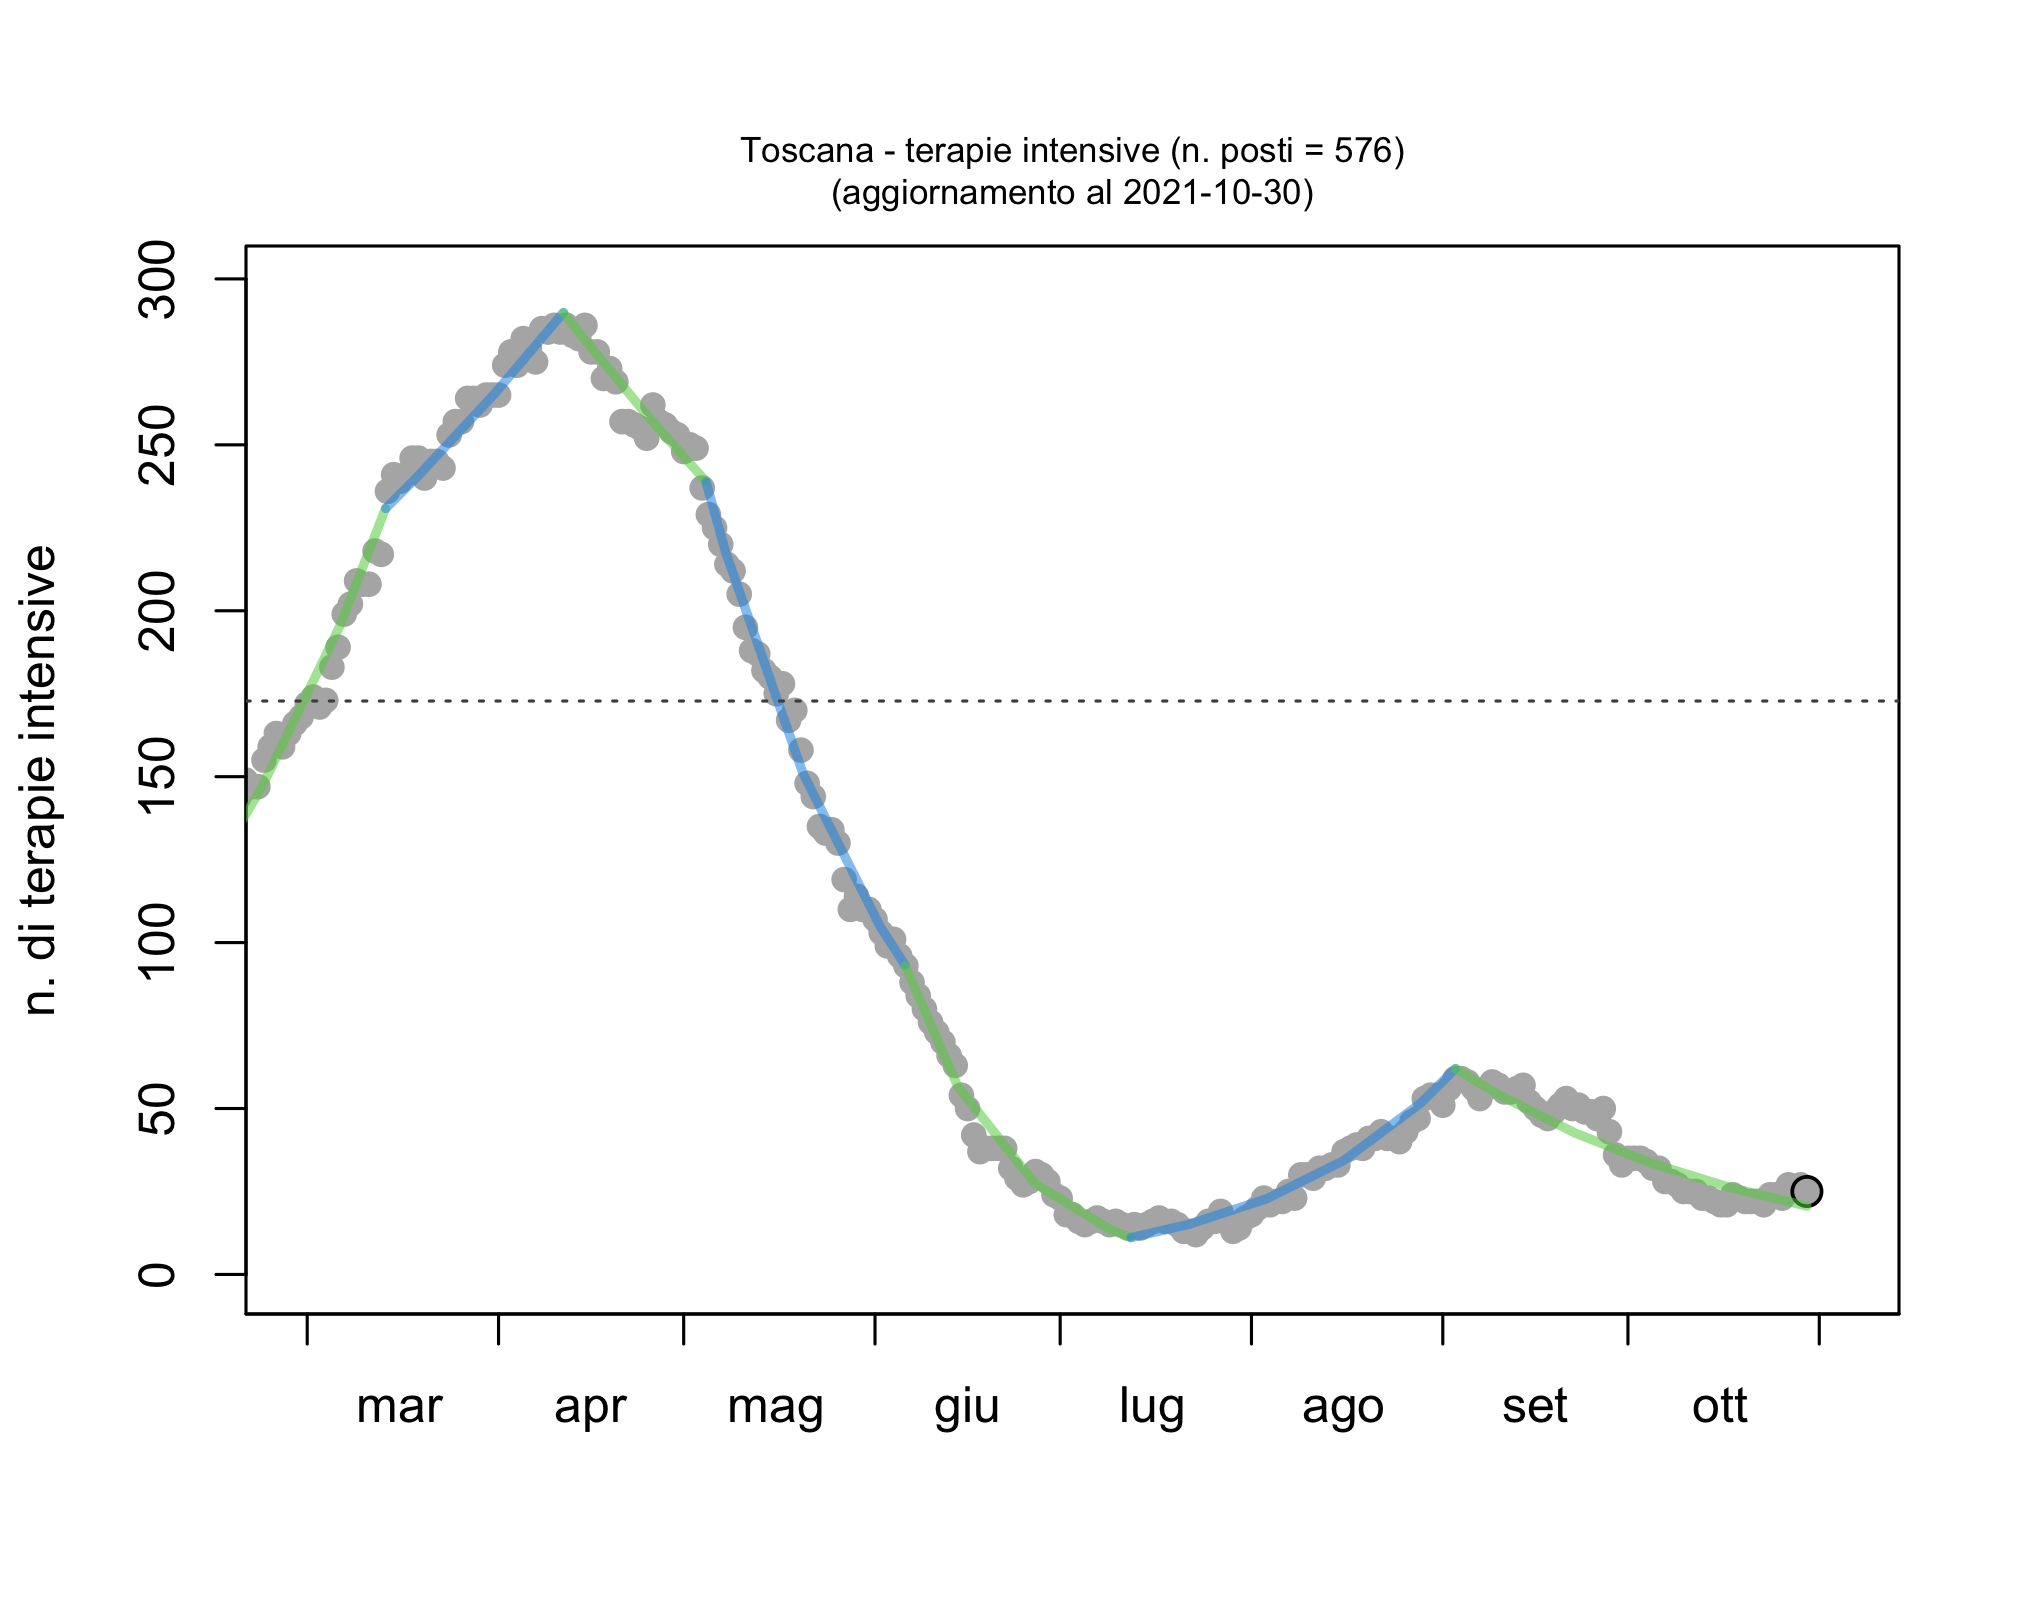 Toscana - terapie intensive (n. posti = 576)
(aggiornamento al 2021-10-30)
n. di terapie intensive
300
250
200
150
100
50
0
mar apr mag giu lug ago set ott